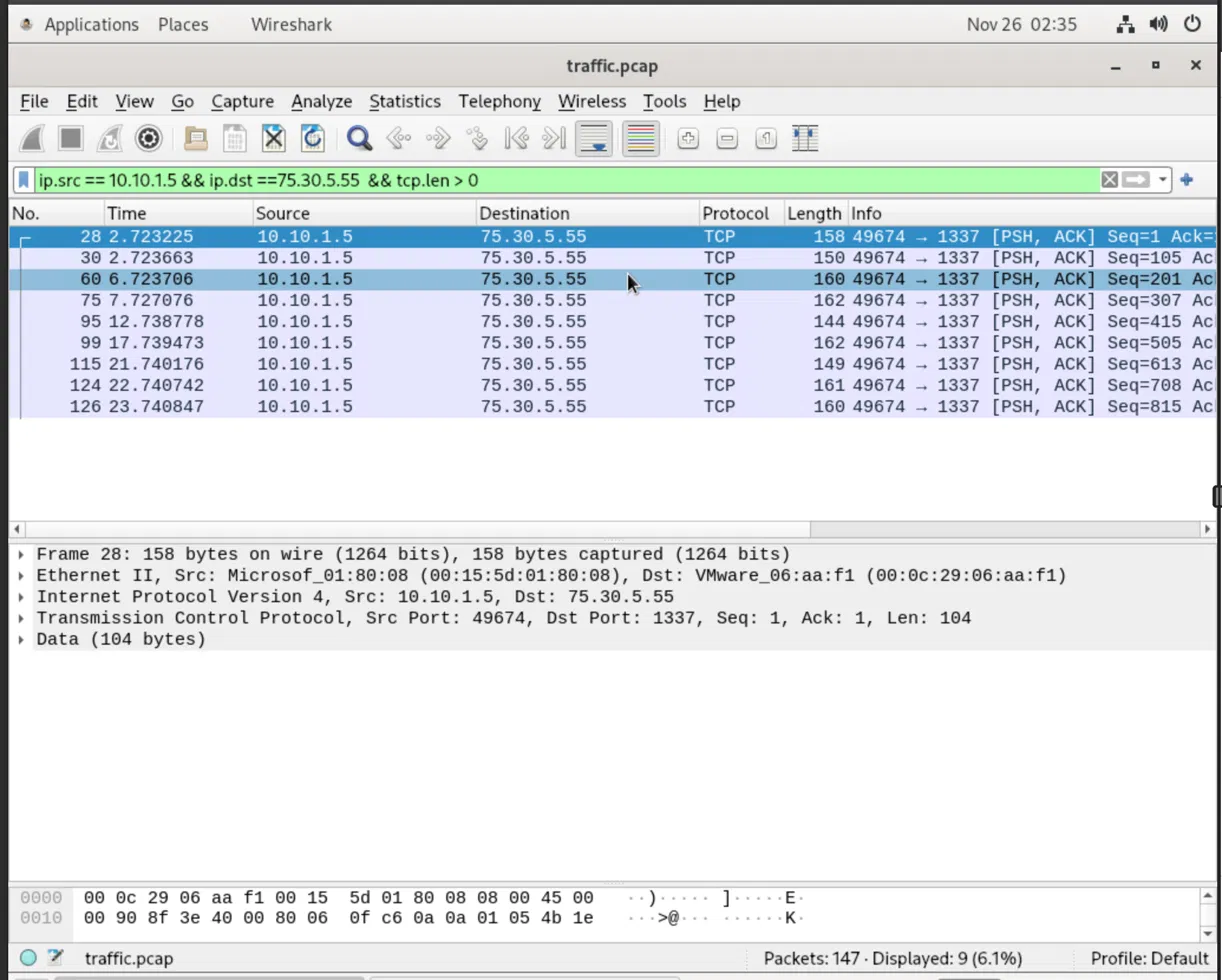 Applications Places Wireshark Nov 26 02:35
traffic.pcap
File Edit View Go Capture Analyze Statistics Telephony Wireless Tools Help
ip.src == 10.10.1.5 && ip.dst ==75.30.5.55 && tcp.len > 0
No. Time Source Destination Protocol Length Info
28 2.723225 10.10.1.5 75.30.5.55 TCP 158 49674 → 1337 [PSH, ACK] Seq=1 Ack=
30 2.723663 10.10.1.5 75.30.5.55 TCP 150 49674 → 1337 [PSH, ACK] Seq=105 Ac
60 6.723706 10.10.1.5 75.30.5.55 TCP 160 49674 → 1337 [PSH, ACK] Seq=201 Ac
75 7.727076 10.10.1.5 75.30.5.55 TCP 162 49674 → 1337 [PSH, ACK] Seq=307 Ac
95 12.738778 10.10.1.5 75.30.5.55 TCP 144 49674 → 1337 [PSH, ACK] Seq=415 Ac
99 17.739473 10.10.1.5 75.30.5.55 TCP 162 49674 → 1337 [PSH, ACK] Seq=505 Ac
115 21.740176 10.10.1.5 75.30.5.55 TCP 149 49674 → 1337 [PSH, ACK] Seq=613 Ac
124 22.740742 10.10.1.5 75.30.5.55 TCP 161 49674 → 1337 [PSH, ACK] Seq=708 Ac
126 23.740847 10.10.1.5 75.30.5.55 TCP 160 49674 → 1337 [PSH, ACK] Seq=815 Ac
Frame 28: 158 bytes on wire (1264 bits), 158 bytes captured (1264 bits)
Ethernet II, Src: Microsof_01:80:08 (00:15:5d:01:80:08), Dst: VMware_06:aa:f1 (00:0c:29:06:aa:f1)
Internet Protocol Version 4, Src: 10.10.1.5, Dst: 75.30.5.55
Transmission Control Protocol, Src Port: 49674, Dst Port: 1337, Seq: 1, Ack: 1, Len: 104
Data (104 bytes)
0000 00 0c 29 06 aa f1 00 15 5d 01 80 08 08 00 45 00 ··)····· ]·····E·
0010 00 90 8f 3e 40 00 80 06 0f c6 0a 0a 01 05 4b 1e ···>@··· ······K·
traffic.pcap Packets: 147 · Displayed: 9 (6.1%) Profile: Default